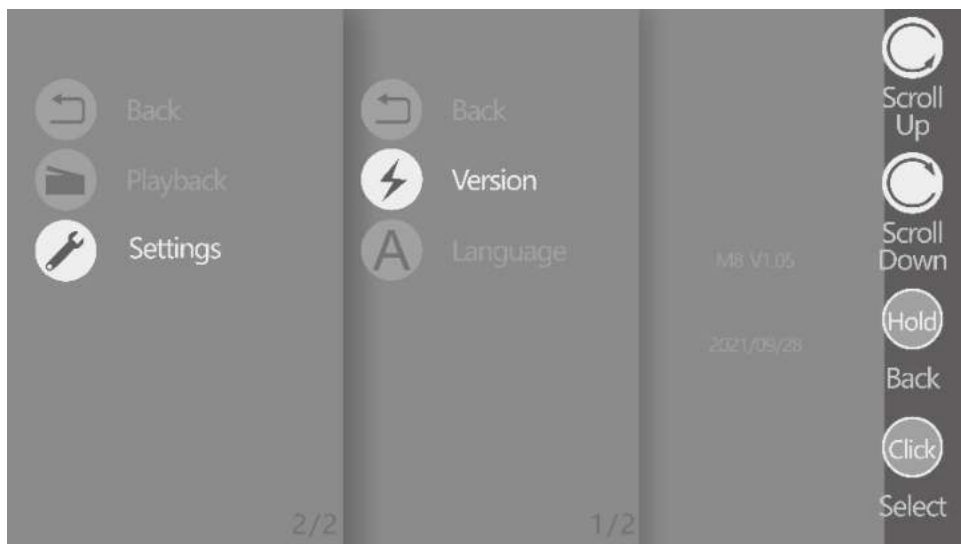 Back
Playback
Settings
2/2
Back
Version
A
Language
1/2
M8 V1.05
2021/09/28
Scroll
Up
Scroll
Down
Hold
Back
Click
Select